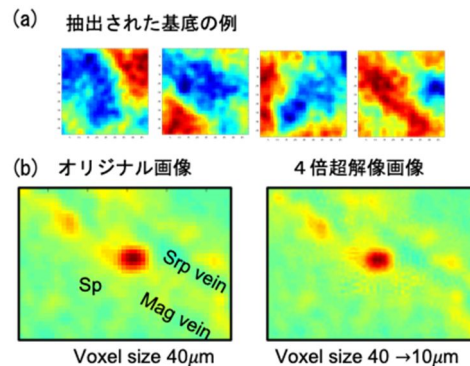 (a) 抽出された基底の例
(b) オリジナル画像 4倍超解像画像
Srp vein
Sp
Mag vein
Voxel size 40μm Voxel size 40 →10μm